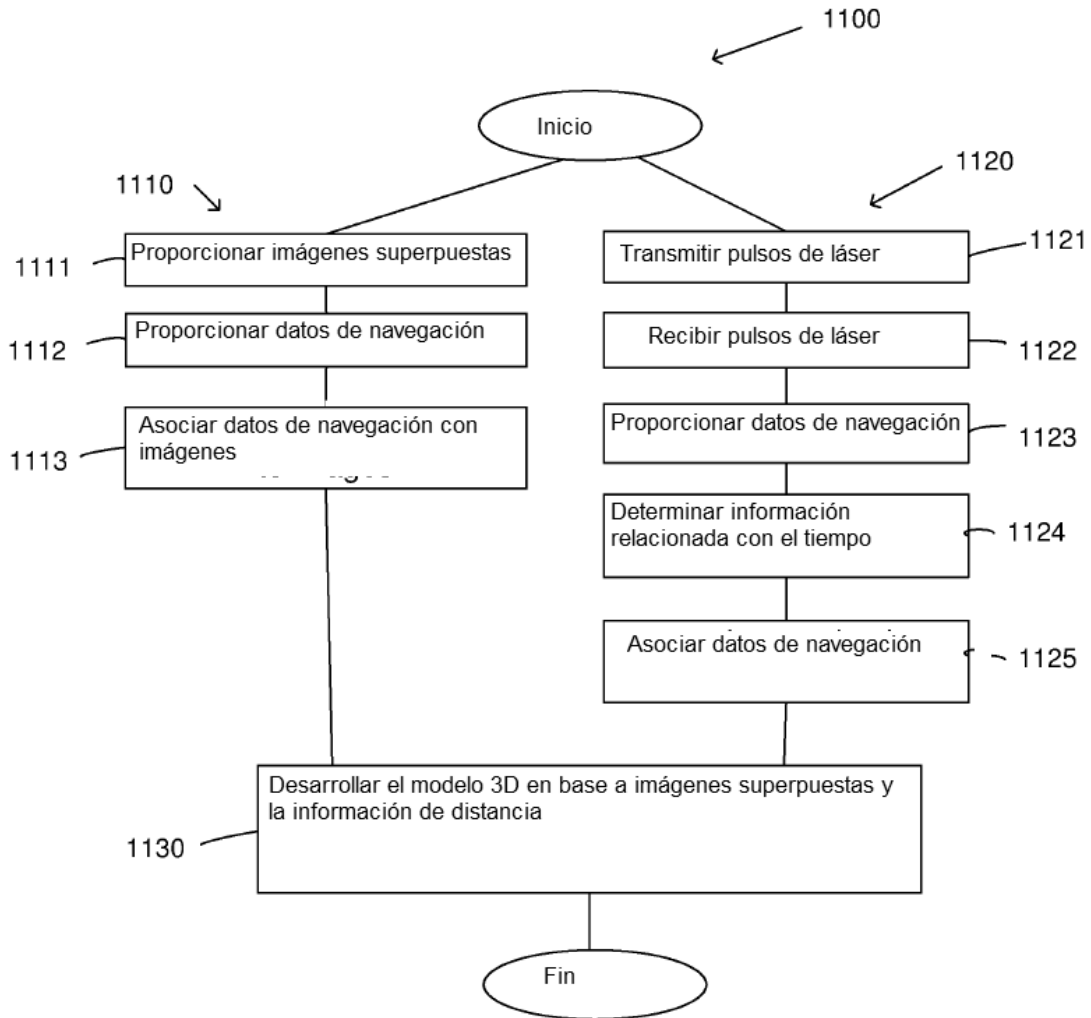 1100
Inicio
1110
1120
1111
Proporcionar imágenes superpuestas
1112
Proporcionar datos de navegación
1113
Asociar datos de navegación con
imágenes
Transmitir pulsos de láser
1121
Recibir pulsos de láser
1122
Proporcionar datos de navegación
1123
Determinar información
relacionada con el tiempo
1124
Asociar datos de navegación
1125
Desarrollar el modelo 3D en base a imágenes superpuestas y
la información de distancia
1130
Fin